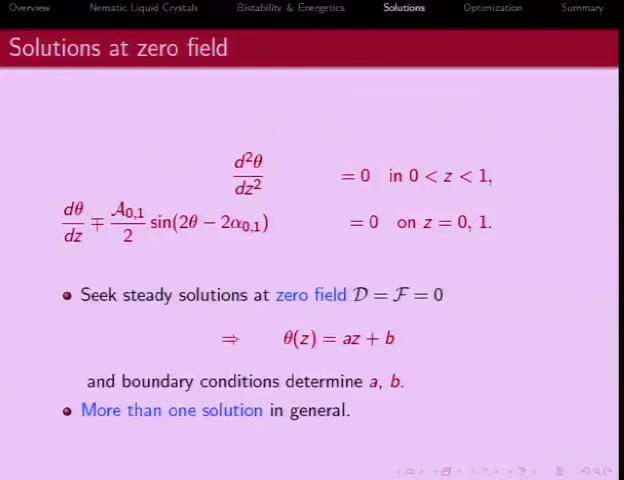 Overview Nematic Liquid Crystals Bistability & Energetics Solutions Optimization Summary
Solutions at zero field
d²θ/dz² = 0 in 0 < z < 1,
dθ/dz ∓ 𝒜₀,₁/2 sin(2θ − 2α₀,₁) = 0 on z = 0, 1.
• Seek steady solutions at zero field 𝒟 = ℱ = 0
⇒ θ(z) = az + b
and boundary conditions determine a, b.
• More than one solution in general.